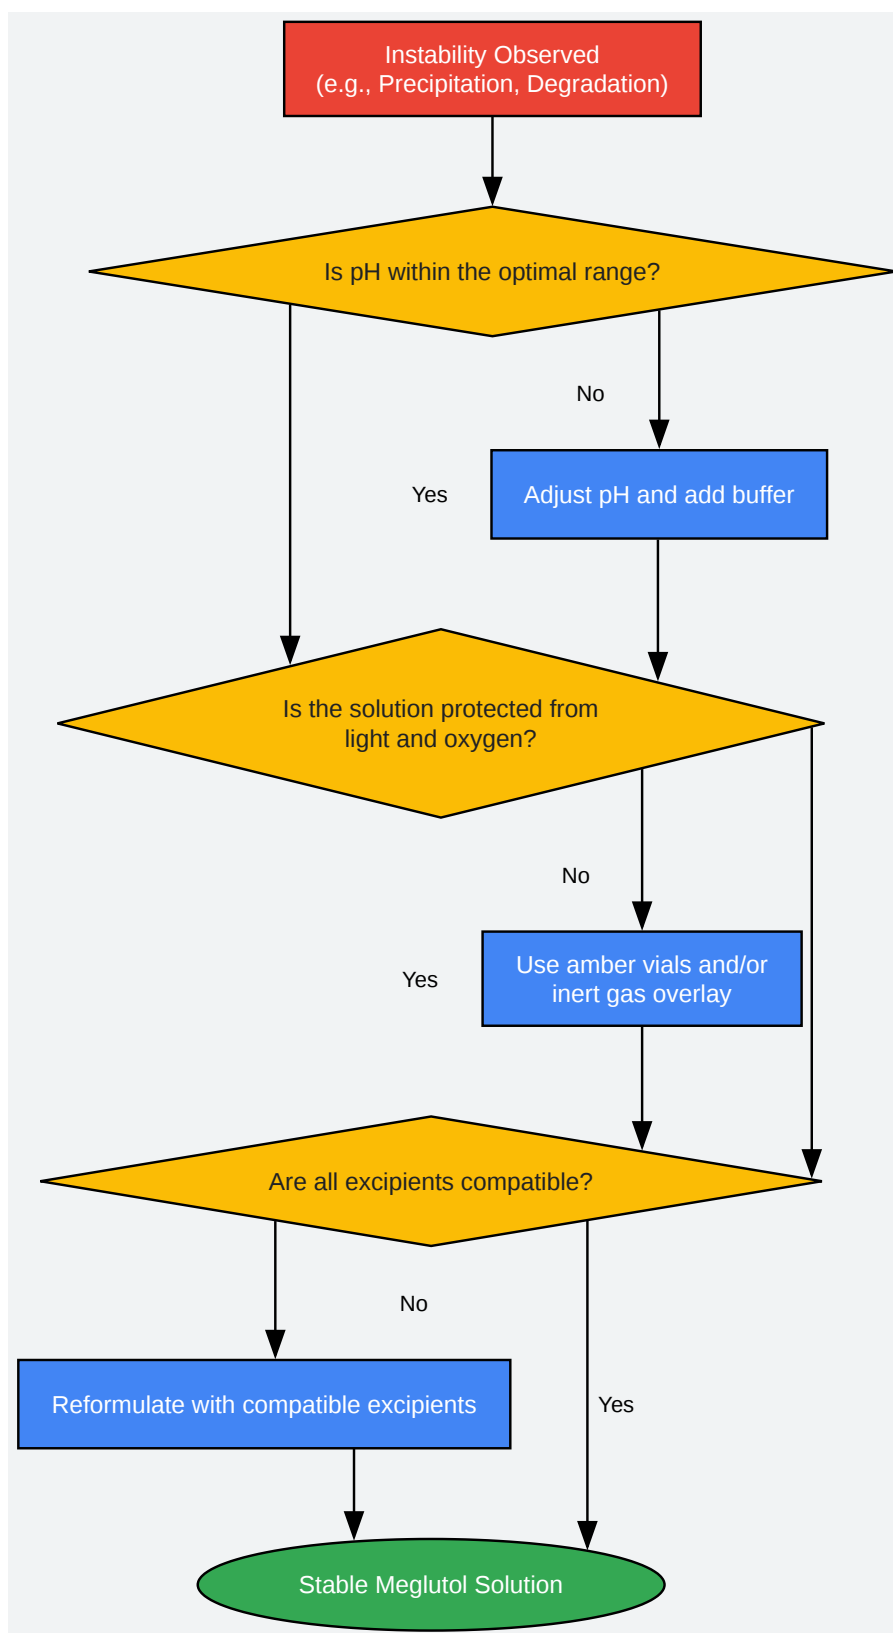 Instability Observed
(e.g., Precipitation, Degradation)
Is pH within the optimal range?
No
Yes
Adjust pH and add buffer
Is the solution protected from
light and oxygen?
No
Yes
Use amber vials and/or
inert gas overlay
Are all excipients compatible?
No
Reformulate with compatible excipients
Yes
Stable Meglutol Solution